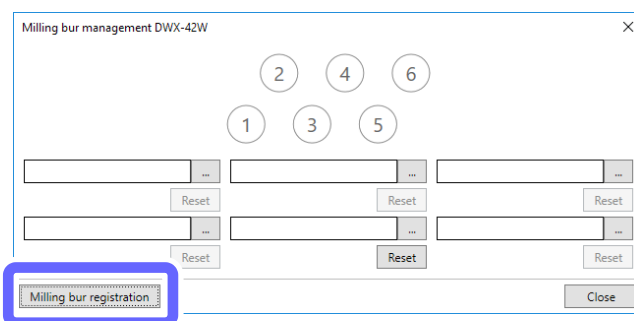 Milling bur management DWX-42W
2 4 6
1 3 5
... ... ...
Reset Reset Reset
... ... ...
Reset Reset Reset
Milling bur registration Close